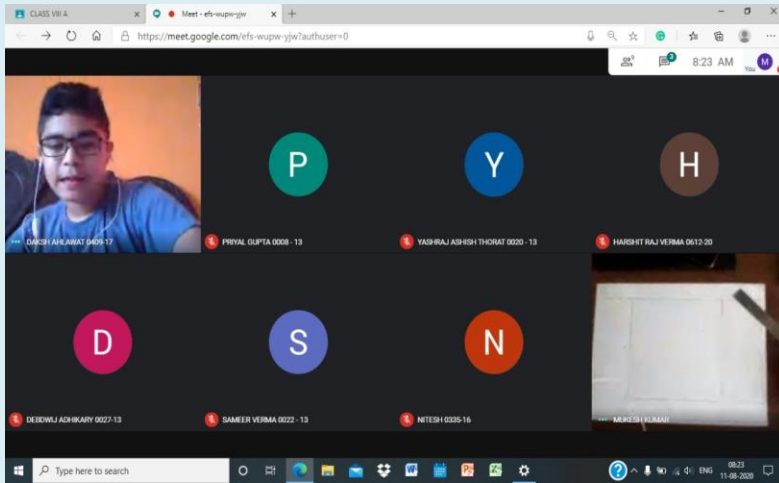 CLASS VIII A
Meet - efs-wupw-yjw
https://meet.google.com/efs-wupw-yjw?authuser=0
9
3
8:23 AM
You
M
P
Y
H
DAKSH AHLAWAT 0409-17
PRIYAL GUPTA 0008 - 13
YASHRAJ ASHISH THORAT 0020 - 13
HARSHIT RAJ VERMA 0612-20
D
S
N
DEBDWIJ ADHIKARY 0027-13
SAMEER VERMA 0022 - 13
NITESH 0335-16
MUKESH KUMAR
Type here to search
ENG
08:23
11-08-2020